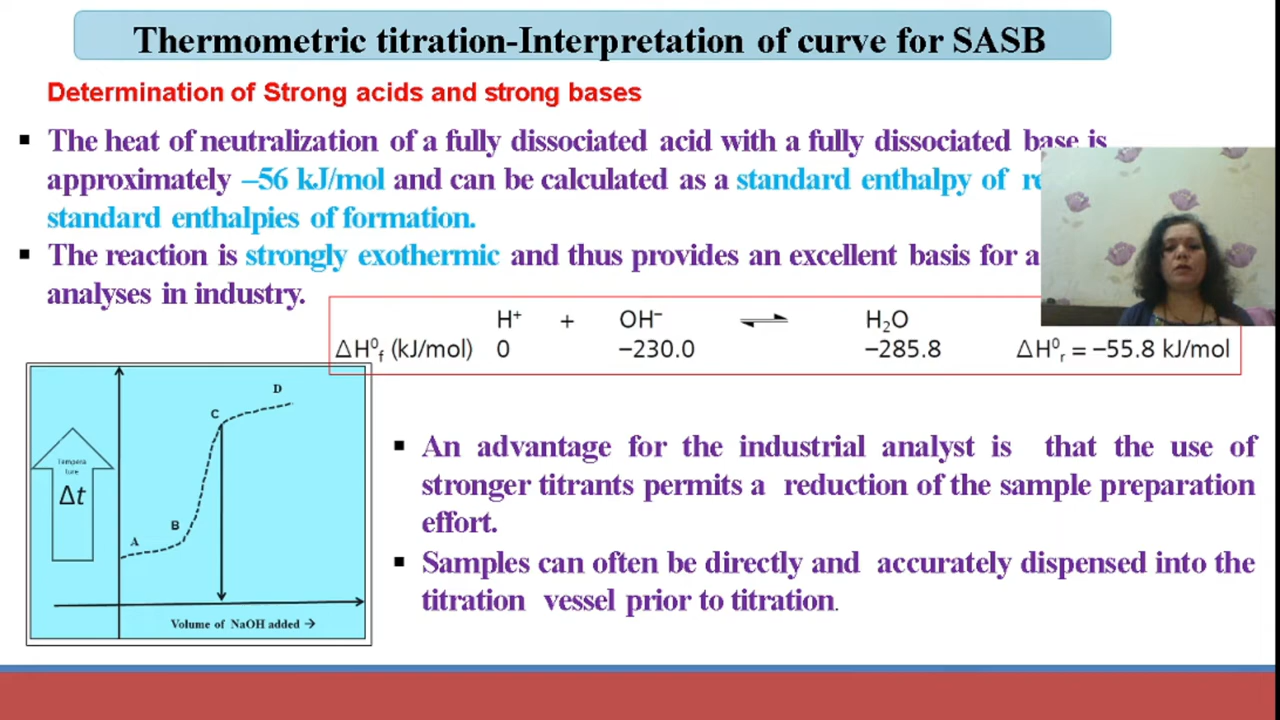 Thermometric titration-Interpretation of curve for SASB
Determination of Strong acids and strong bases
▪ The heat of neutralization of a fully dissociated acid with a fully dissociated base is
approximately –56 kJ/mol and can be calculated as a standard enthalpy of
standard enthalpies of formation.
▪ The reaction is strongly exothermic and thus provides an excellent basis for a
analyses in industry.
H⁺ + OH⁻ ⇌ H₂O
ΔH⁰f (kJ/mol) 0 –230.0 –285.8 ΔH⁰r = –55.8 kJ/mol
D
C
Tempera
ture
Δt
B
A
Volume of NaOH added →
▪ An advantage for the industrial analyst is that the use of
stronger titrants permits a reduction of the sample preparation
effort.
▪ Samples can often be directly and accurately dispensed into the
titration vessel prior to titration.